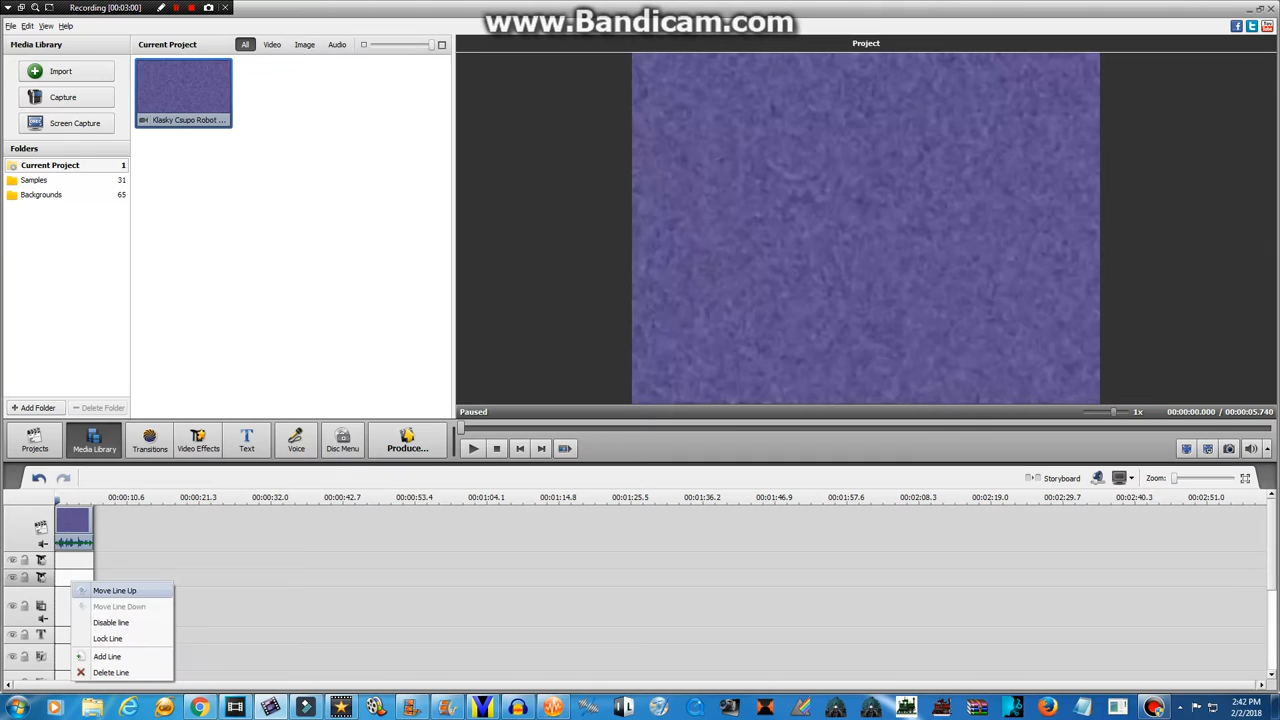 Recording [00:03:00]
www.Bandicam.com
File Edit View Help
Media Library
Current Project
All Video Image Audio
Project
Import
Capture
Screen Capture
Klasky Csupo Robot ...
Folders
Current Project 1
Samples 31
Backgrounds 65
Add Folder
Delete Folder
Paused
1x
00:00:00.000 / 00:00:05.740
Projects
Media Library
Transitions
Video Effects
Text
Voice
Disc Menu
Produce...
Storyboard
Zoom:
00:00:10.6 00:00:21.3 00:00:32.0 00:00:42.7 00:00:53.4 00:01:04.1 00:01:14.8 00:01:25.5 00:01:36.2 00:01:46.9 00:01:57.6 00:02:08.3 00:02:19.0 00:02:29.7 00:02:40.3 00:02:51.0
Move Line Up
Move Line Down
Disable line
Lock Line
Add Line
Delete Line
2:42 PM
2/2/2018